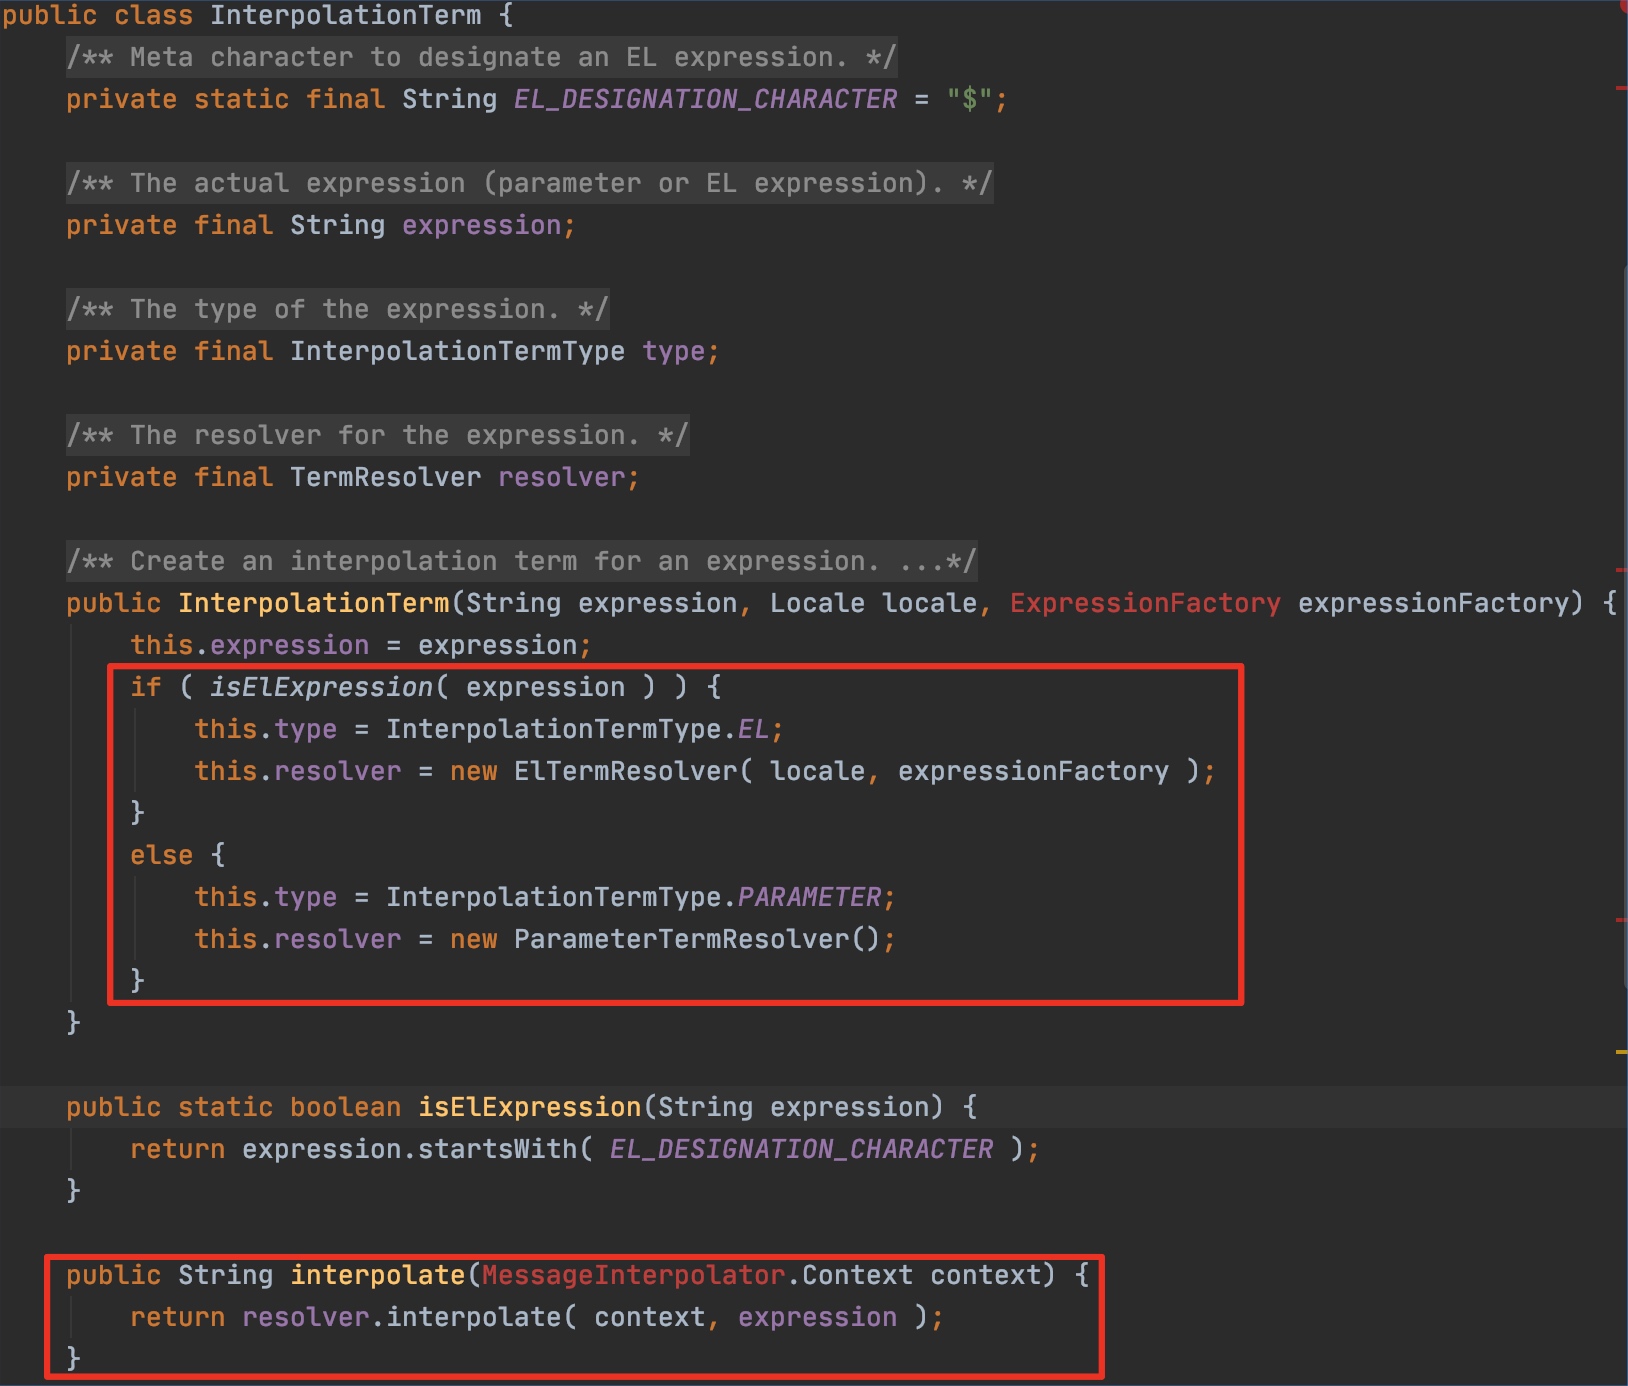 public class InterpolationTerm {
    /** Meta character to designate an EL expression. */
    private static final String EL_DESIGNATION_CHARACTER = "$";

    /** The actual expression (parameter or EL expression). */
    private final String expression;

    /** The type of the expression. */
    private final InterpolationTermType type;

    /** The resolver for the expression. */
    private final TermResolver resolver;

    /** Create an interpolation term for an expression. ...*/
    public InterpolationTerm(String expression, Locale locale, ExpressionFactory expressionFactory) {
        this.expression = expression;
        if ( isElExpression( expression ) ) {
            this.type = InterpolationTermType.EL;
            this.resolver = new ElTermResolver( locale, expressionFactory );
        }
        else {
            this.type = InterpolationTermType.PARAMETER;
            this.resolver = new ParameterTermResolver();
        }
    }

    public static boolean isElExpression(String expression) {
        return expression.startsWith( EL_DESIGNATION_CHARACTER );
    }

    public String interpolate(MessageInterpolator.Context context) {
        return resolver.interpolate( context, expression );
    }